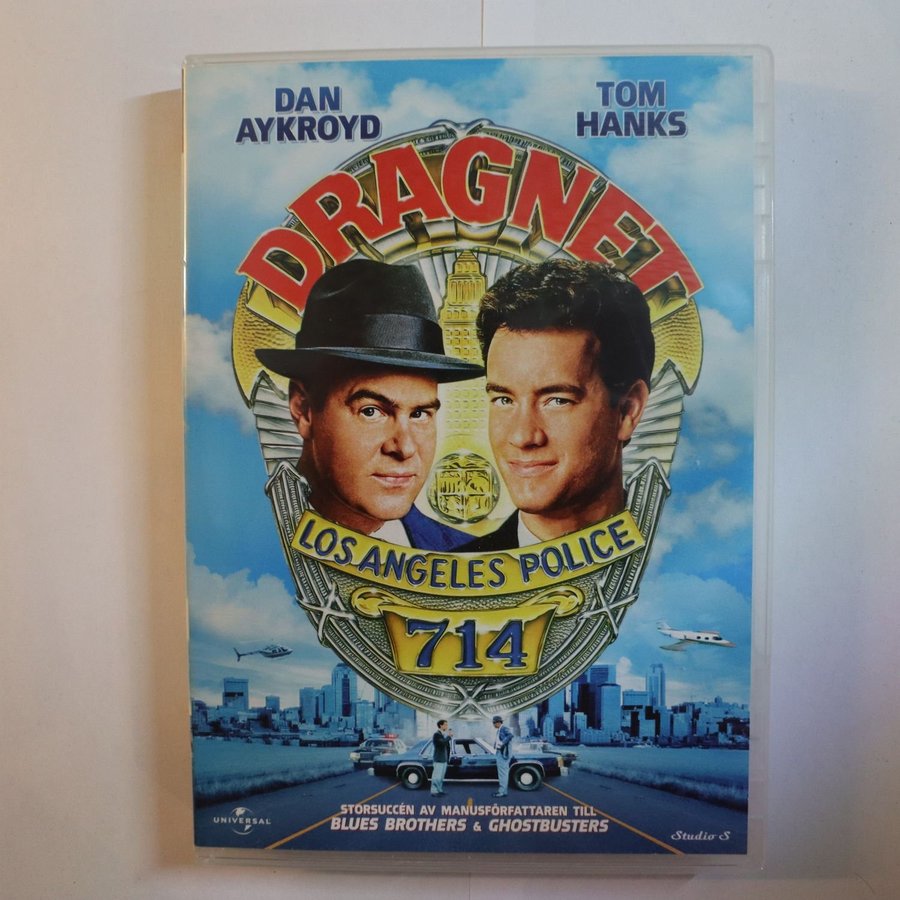 DAN
AYKROYD
TOM
HANKS
DRAGNET
LOS ANGELES POLICE
714
STORSUCCÉN AV MANUSFÖRFATTAREN TILL
BLUES BROTHERS & GHOSTBUSTERS
UNIVERSAL
Studio S